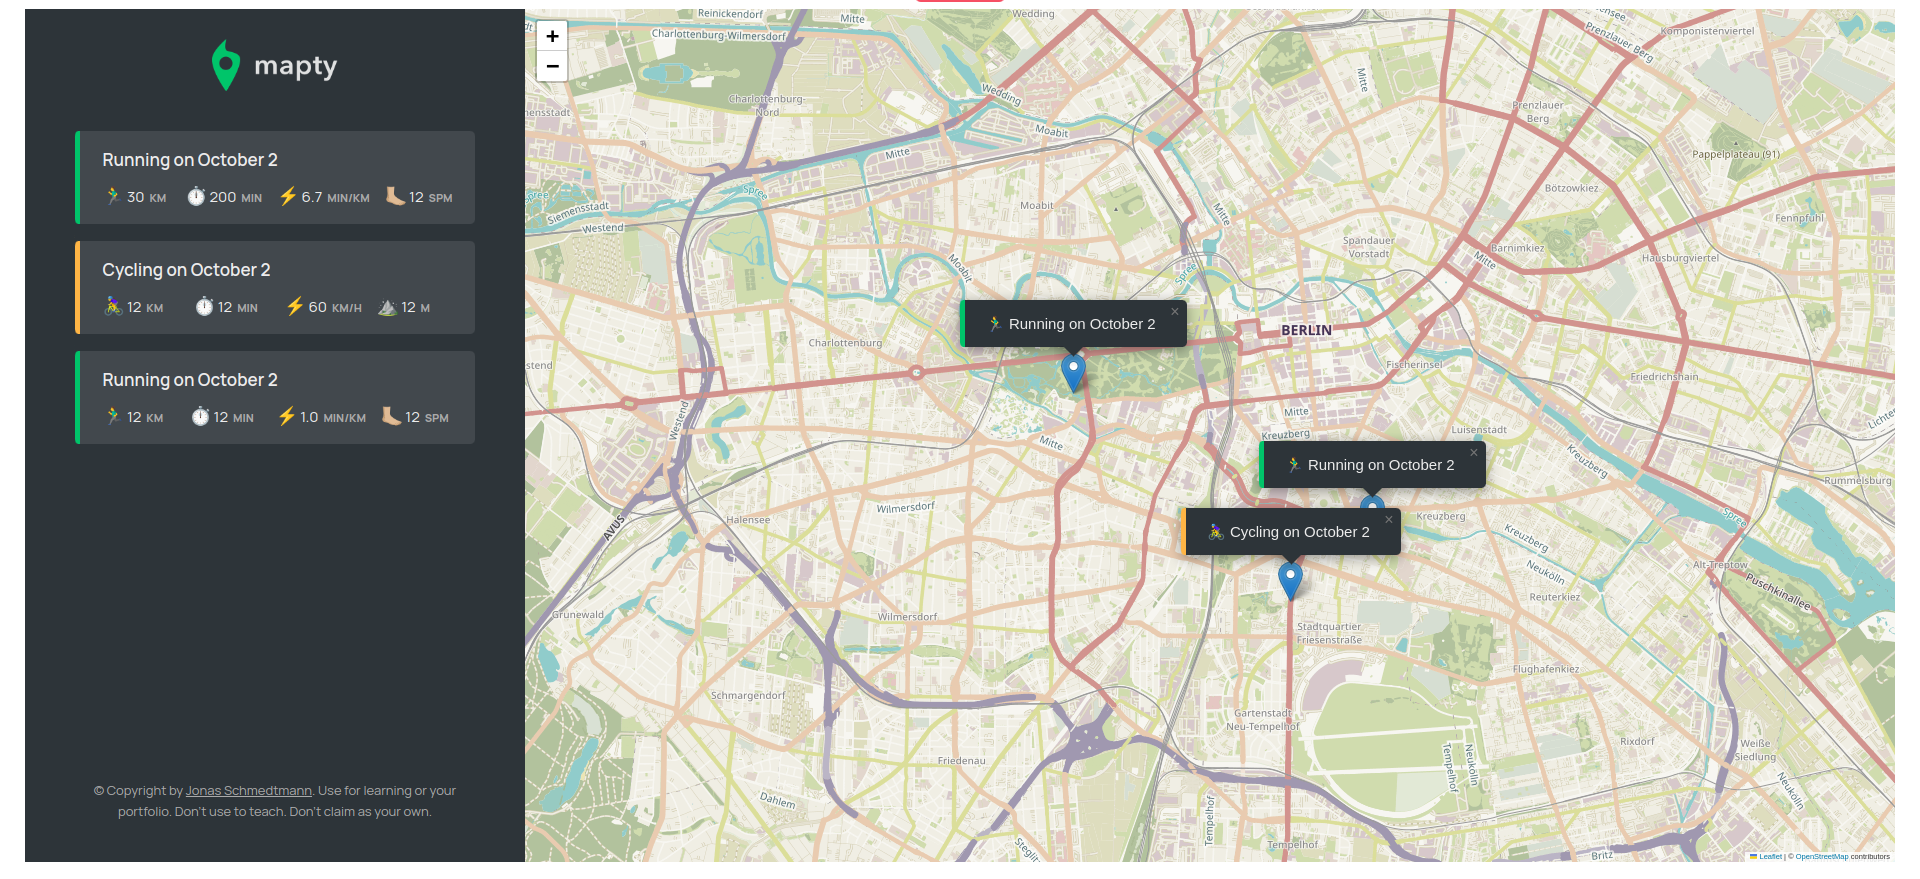 mapty
Running on October 2
30 KM 200 MIN 6.7 MIN/KM 12 SPM
Cycling on October 2
12 KM 12 MIN 60 KM/H 12 M
Running on October 2
12 KM 12 MIN 1.0 MIN/KM 12 SPM
© Copyright by Jonas Schmedtmann. Use for learning or your
portfolio. Don't use to teach. Don't claim as your own.
+
−
Reinickendorf
Mitte
Wedding
Charlottenburg-Wilmersdorf
Prenzlauer Berg
Komponistenviertel
Mitte
Charlottenburg-
Nord
Wedding
Moabit
Prenzlauer
Berg
Mitte
Pappelplateau (91)
Spree
Siemensstadt
Westend
Moabit
Mitte
Bötzowkiez
Fennpfuhl
Spandauer
Vorstadt
Barnimkiez
Mitte
Hausburgviertel
Moabit
Spree
Running on October 2
×
BERLIN
Charlottenburg
Fischerinsel
Friedrichshain
Westend
Mitte
Mitte
Kreuzberg
Luisenstadt
Kreuzberg
Running on October 2
×
Rummelsburg
AVUS
Halensee
Wilmersdorf
Kreuzberg
Spree
Cycling on October 2
×
Kreuzberg
Neukölln
Alt-Treptow
Puschkinallee
Reuterkiez
Grunewald
Wilmersdorf
Stadtquartier
Friesenstraße
Flughafenkiez
Schmargendorf
Gartenstadt
Neu-Tempelhof
Tempelhof
Neukölln
Rixdorf
Weiße
Siedlung
Neukölln
Friedenau
Dahlem
Tempelhof
Tempelhof
Britz
Leaflet | © OpenStreetMap contributors